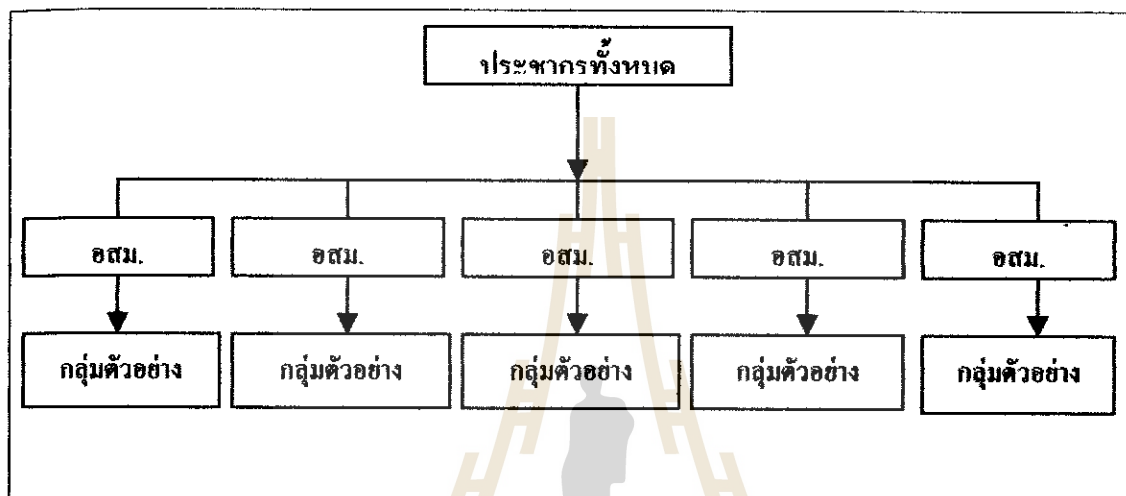 ประชากรทั้งหมด
อสม. อสม. อสม. อสม. อสม.
กลุ่มตัวอย่าง กลุ่มตัวอย่าง กลุ่มตัวอย่าง กลุ่มตัวอย่าง กลุ่มตัวอย่าง